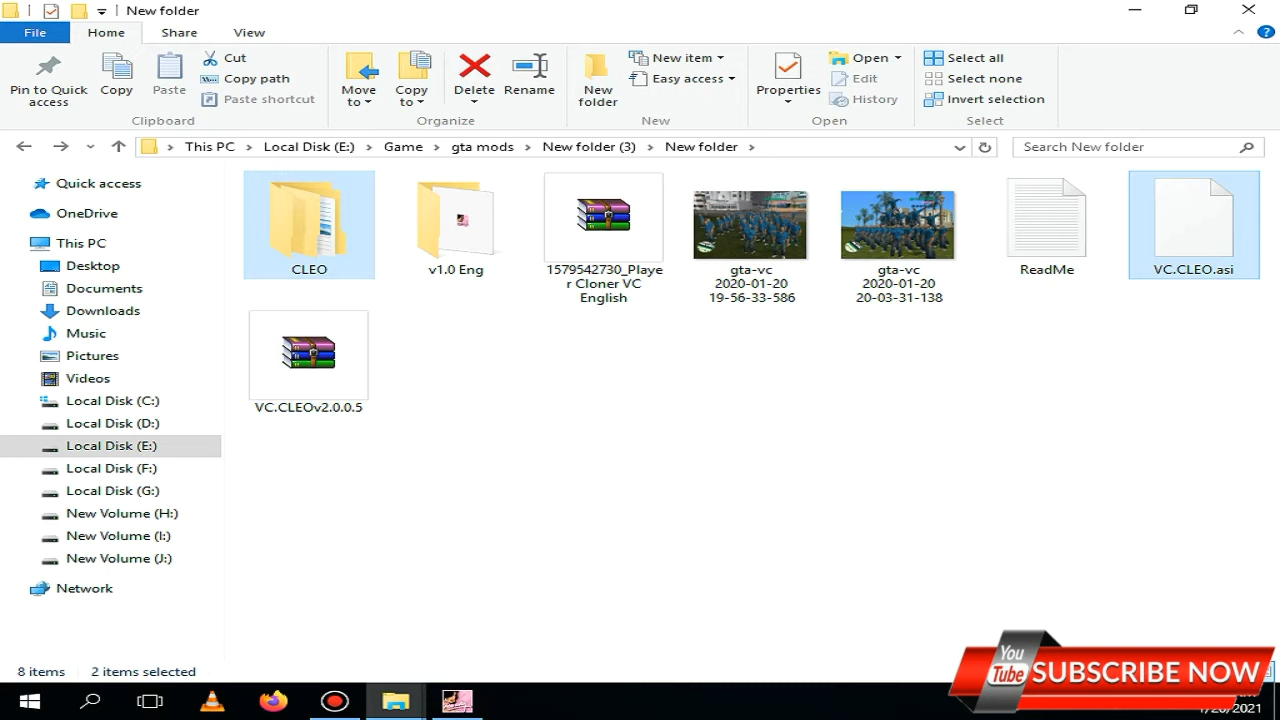 New folder
File
Home
Share
View
Pin to Quick
access
Copy
Paste
Cut
Copy path
Paste shortcut
Clipboard
Move
to
Copy
to
Delete
Rename
Organize
New
folder
New item
Easy access
New
Properties
Open
Edit
History
Open
Select all
Select none
Invert selection
Select
This PC
Local Disk (E:)
Game
gta mods
New folder (3)
New folder
Search New folder
Quick access
OneDrive
This PC
Desktop
Documents
Downloads
Music
Pictures
Videos
Local Disk (C:)
Local Disk (D:)
Local Disk (E:)
Local Disk (F:)
Local Disk (G:)
New Volume (H:)
New Volume (I:)
New Volume (J:)
Network
CLEO
v1.0 Eng
1579542730_Playe
r Cloner VC
English
gta-vc
2020-01-20
19-56-33-586
gta-vc
2020-01-20
20-03-31-138
ReadMe
VC.CLEO.asi
VC.CLEOv2.0.0.5
8 items
2 items selected
You
Tube
SUBSCRIBE NOW